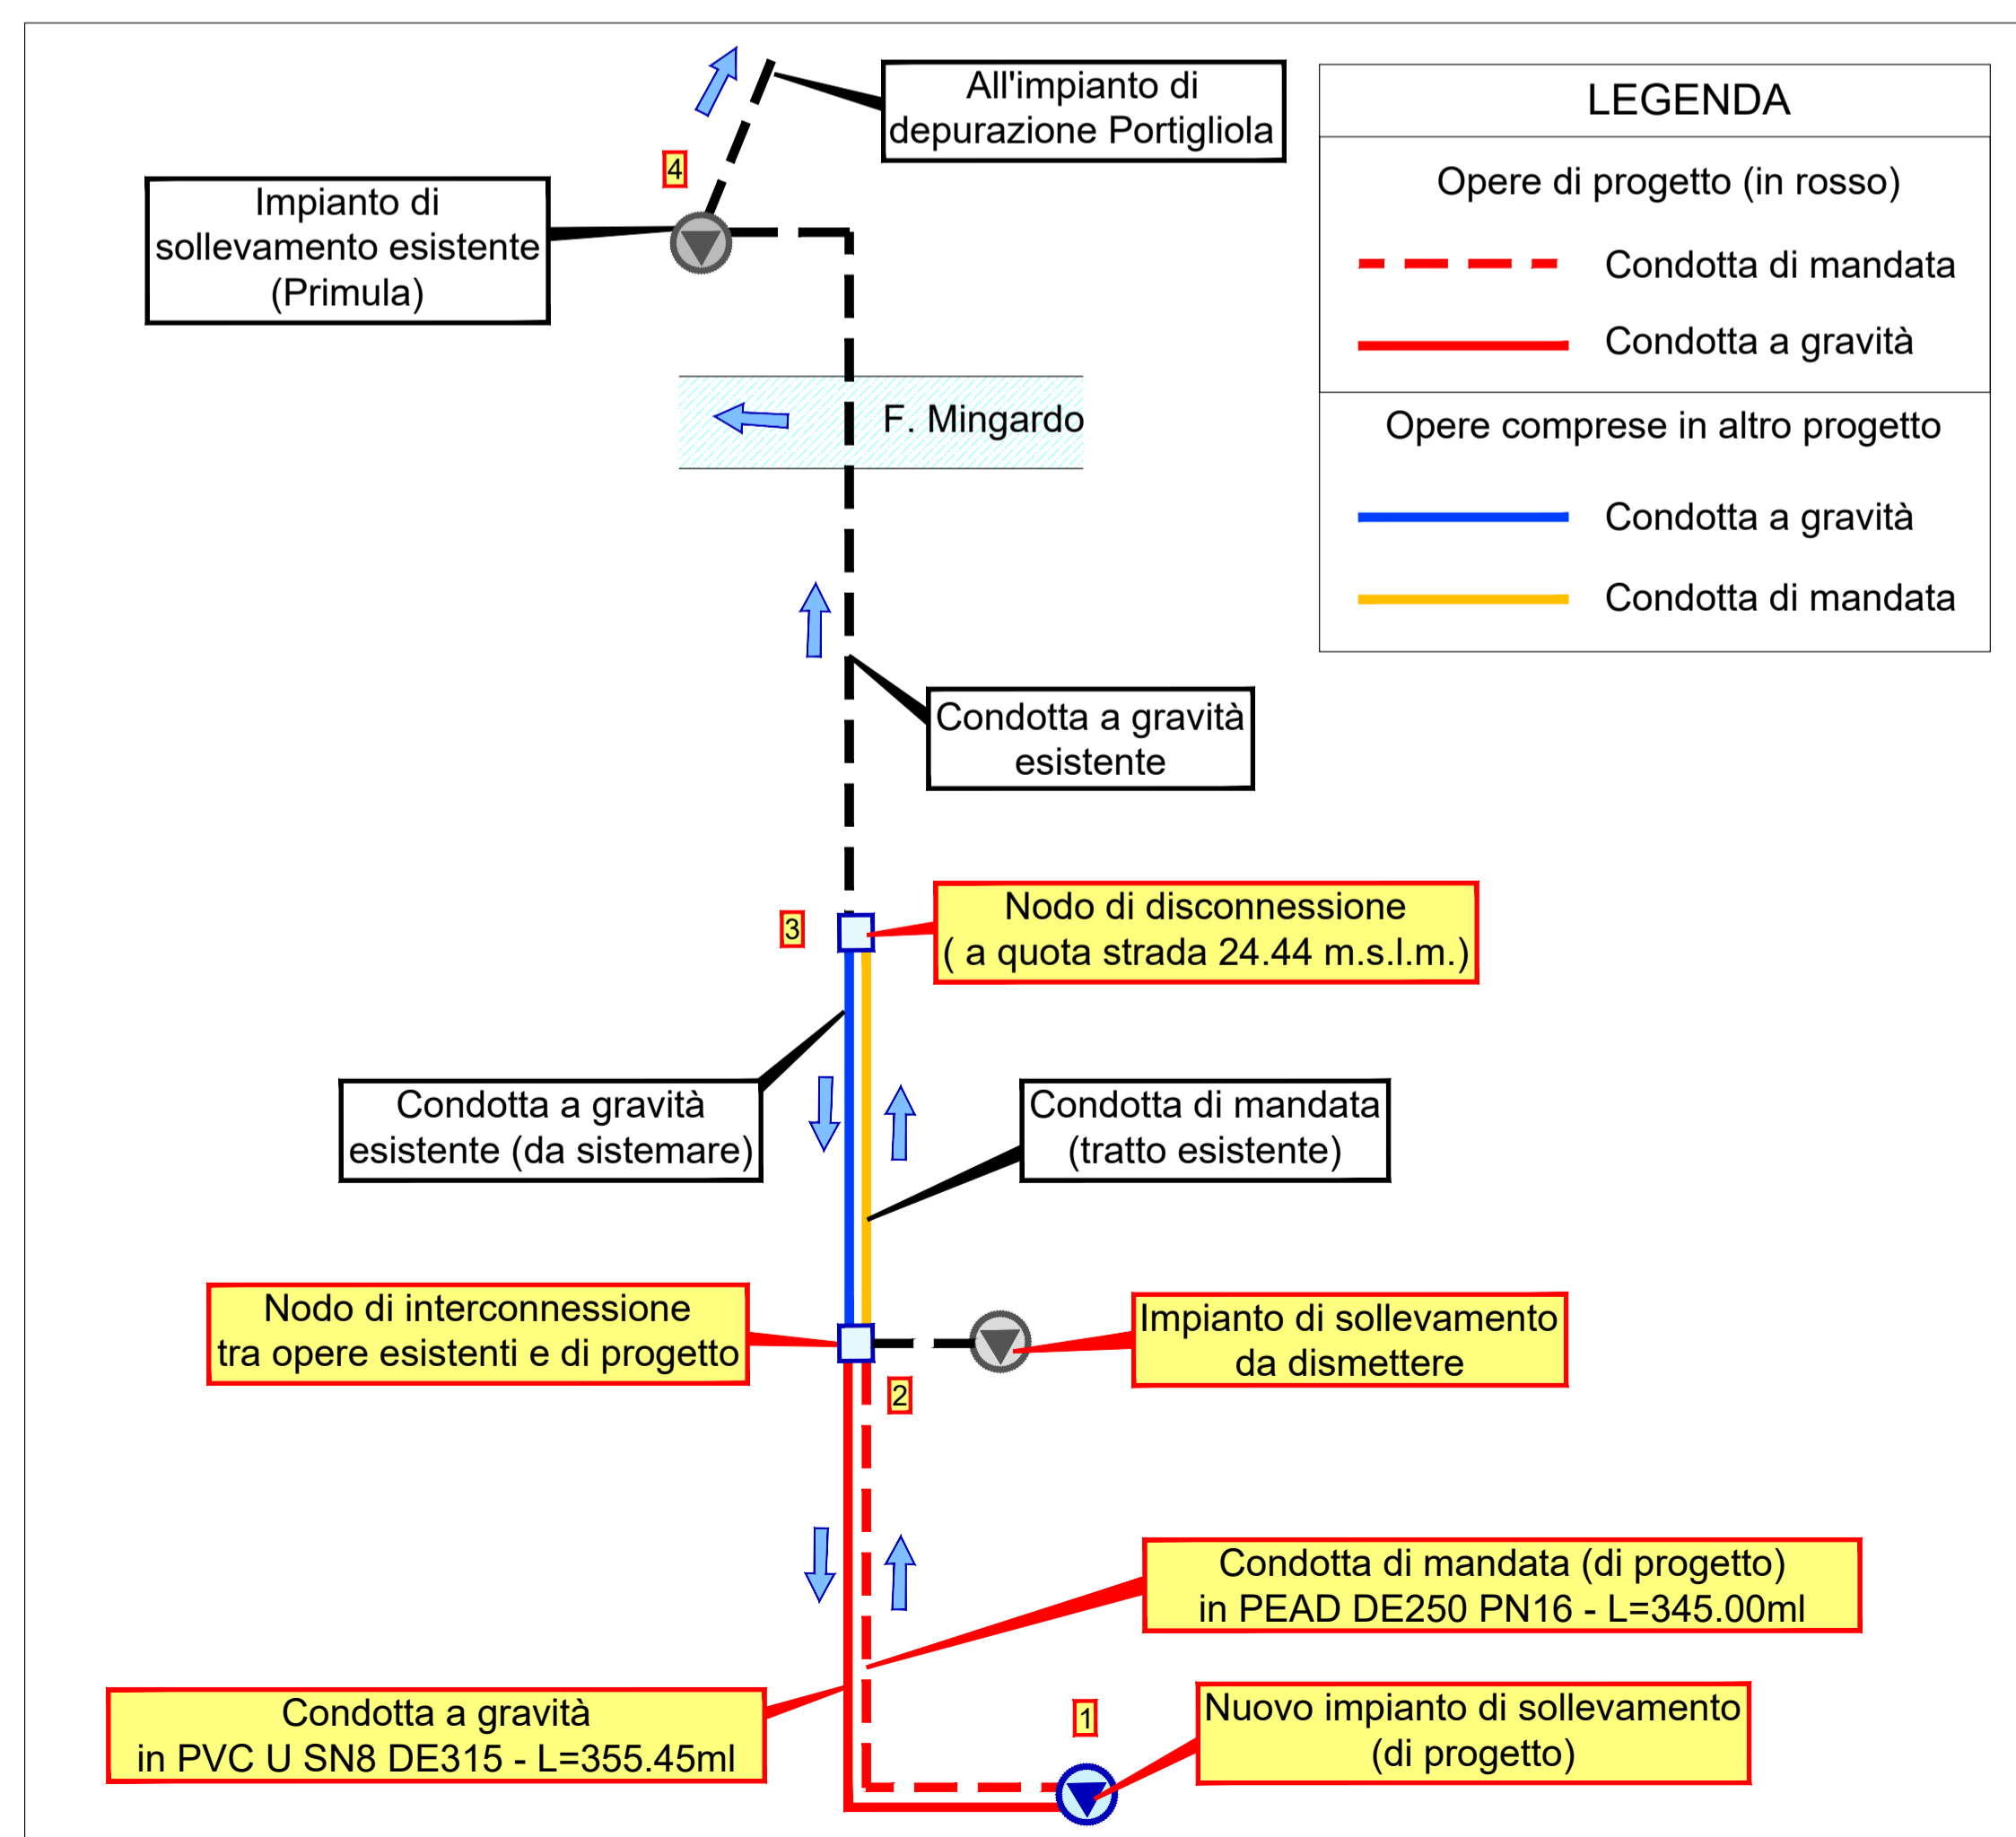 All'impianto di
depurazione Portigliola
4
Impianto di
sollevamento esistente
(Primula)
LEGENDA
Opere di progetto (in rosso)
Condotta di mandata
Condotta a gravità
Opere comprese in altro progetto
Condotta a gravità
Condotta di mandata
F. Mingardo
Condotta a gravità
esistente
3
Nodo di disconnessione
( a quota strada 24.44 m.s.l.m.)
Condotta a gravità
esistente (da sistemare)
Condotta di mandata
(tratto esistente)
Nodo di interconnessione
tra opere esistenti e di progetto
Impianto di sollevamento
da dismettere
2
Condotta di mandata (di progetto)
in PEAD DE250 PN16 - L=345.00ml
Condotta a gravità
in PVC U SN8 DE315 - L=355.45ml
1
Nuovo impianto di sollevamento
(di progetto)